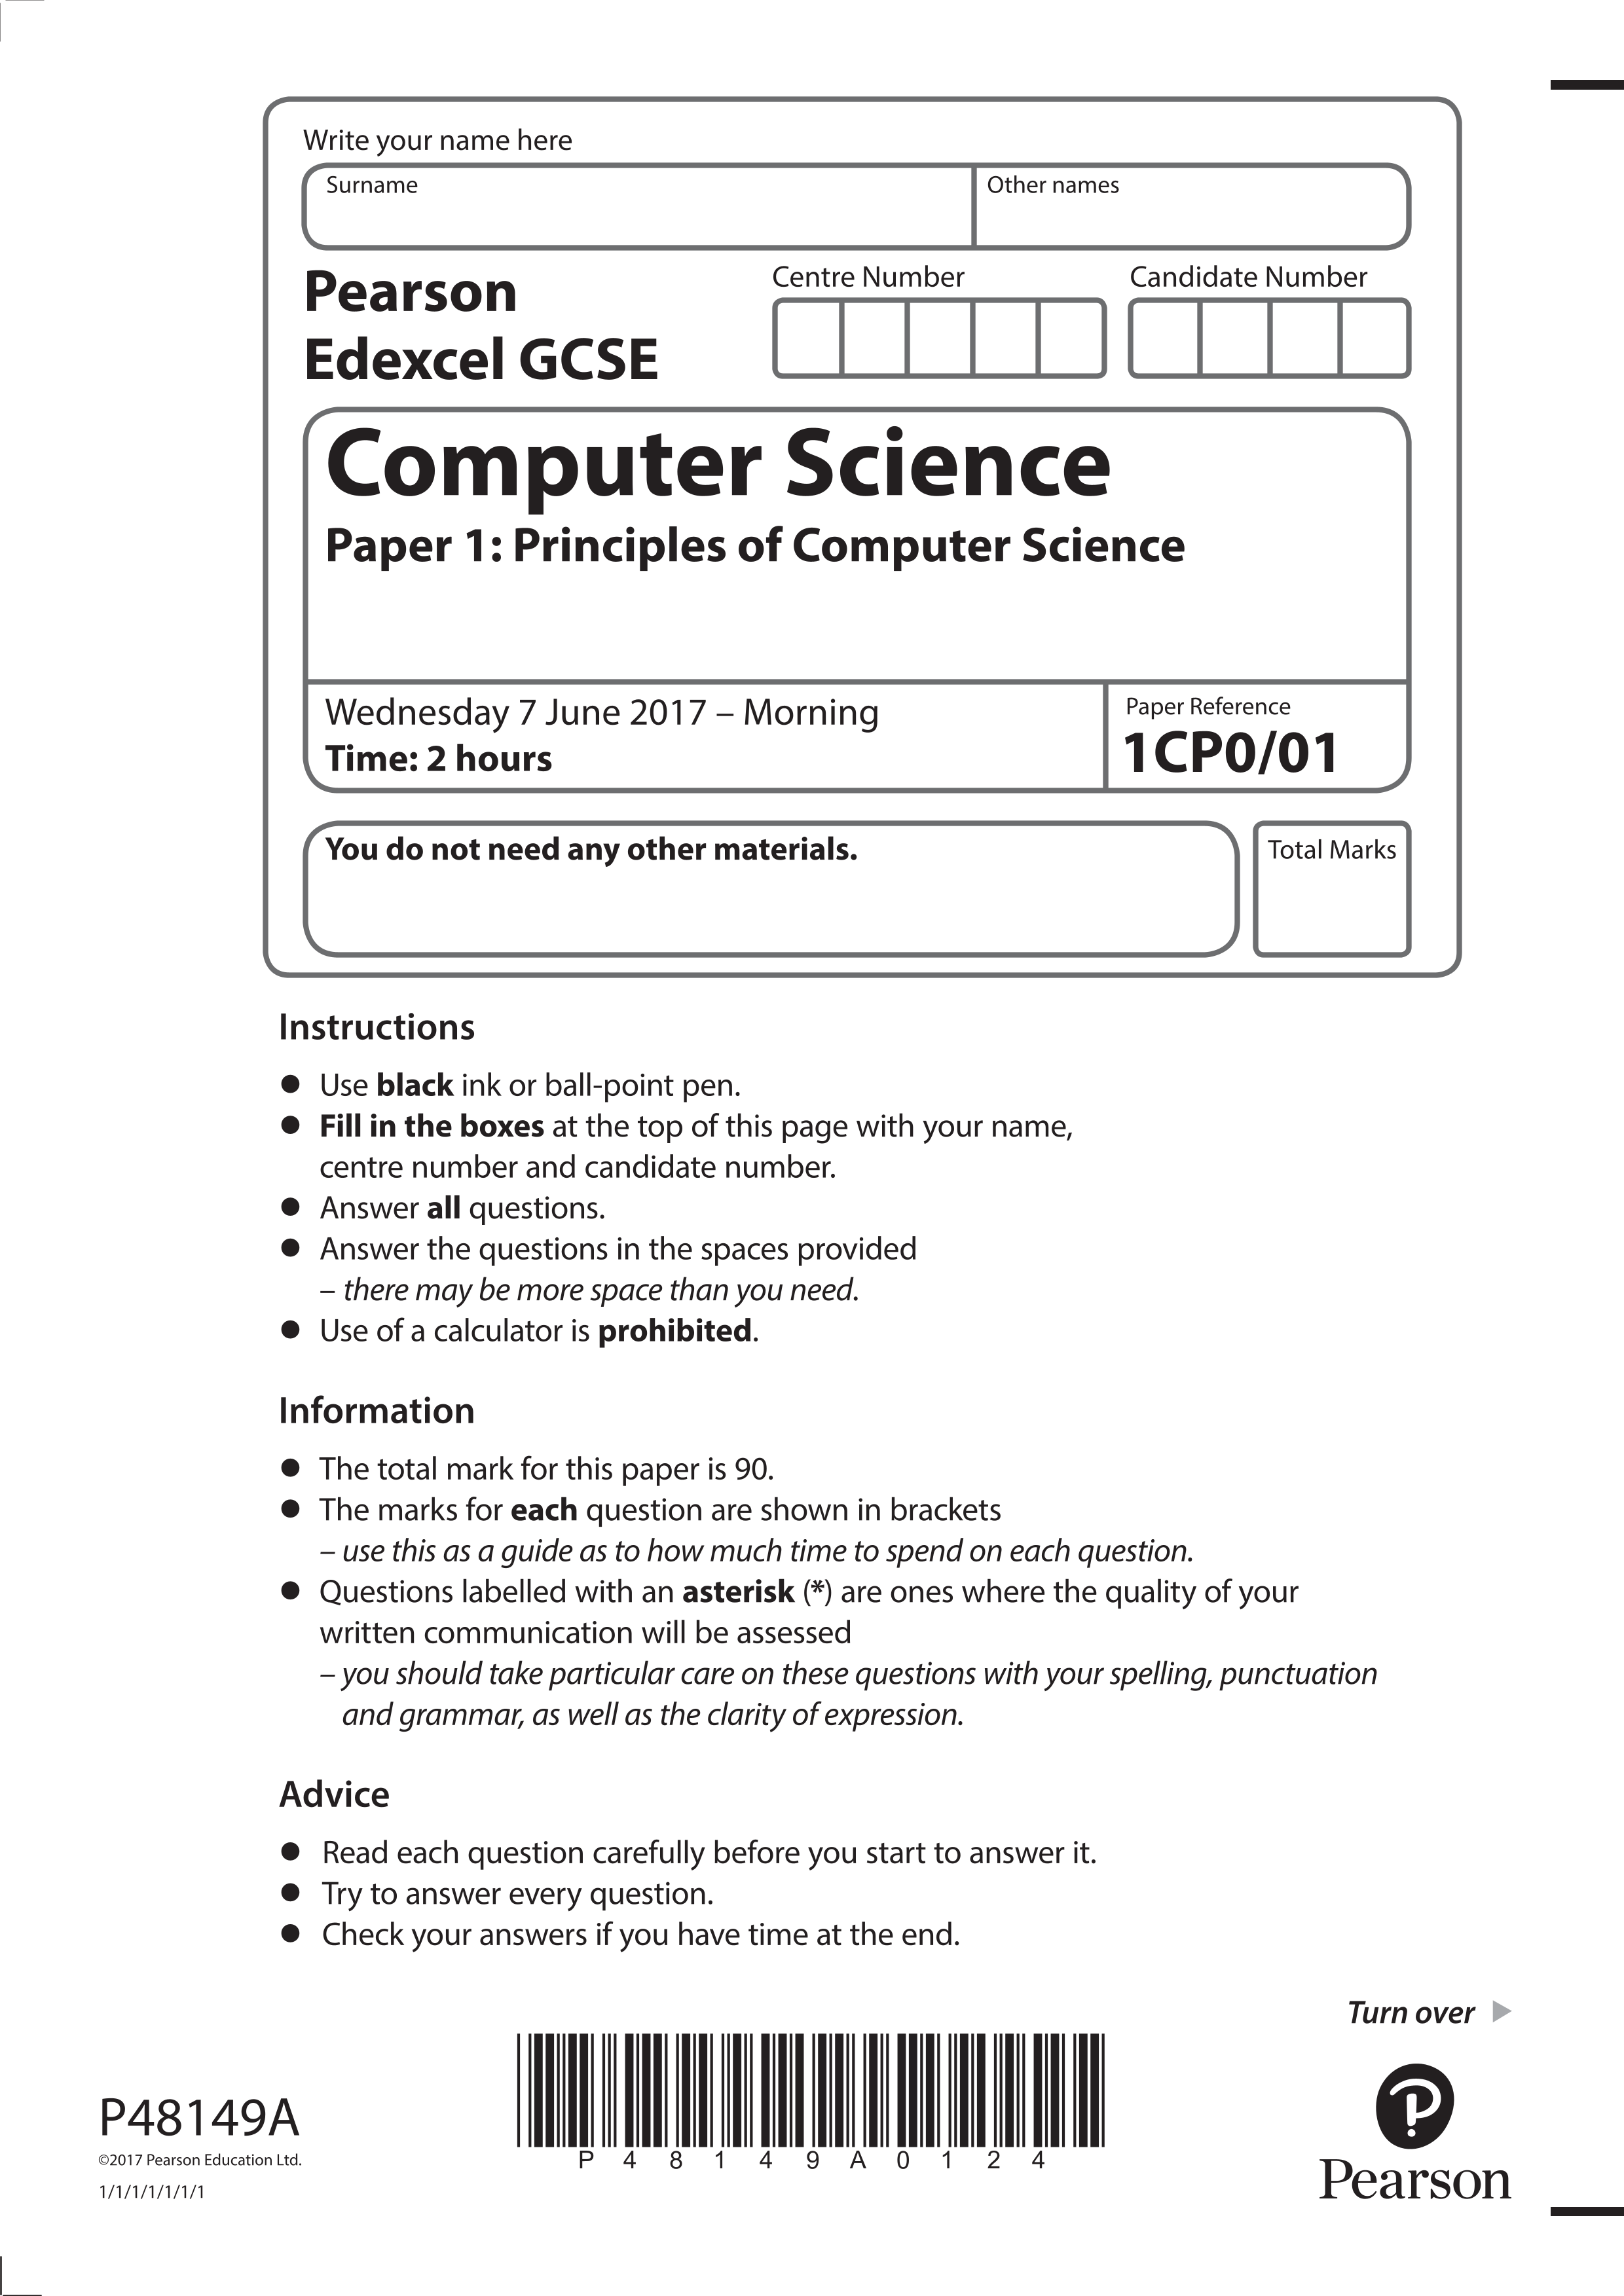 Write your name here
Surname
Other names
Pearson
Edexcel GCSE
Centre Number
Candidate Number
Computer Science
Paper 1: Principles of Computer Science
Wednesday 7 June 2017 – Morning
Time: 2 hours
Paper Reference
1CP0/01
You do not need any other materials.
Total Marks
Instructions
● Use black ink or ball-point pen.
● Fill in the boxes at the top of this page with your name,
centre number and candidate number.
● Answer all questions.
● Answer the questions in the spaces provided
– there may be more space than you need.
● Use of a calculator is prohibited.
Information
● The total mark for this paper is 90.
● The marks for each question are shown in brackets
– use this as a guide as to how much time to spend on each question.
● Questions labelled with an asterisk (*) are ones where the quality of your
written communication will be assessed
– you should take particular care on these questions with your spelling, punctuation
and grammar, as well as the clarity of expression.
Advice
● Read each question carefully before you start to answer it.
● Try to answer every question.
● Check your answers if you have time at the end.
Turn over
P48149A
©2017 Pearson Education Ltd.
1/1/1/1/1/1/1
P48149A0124
Pearson